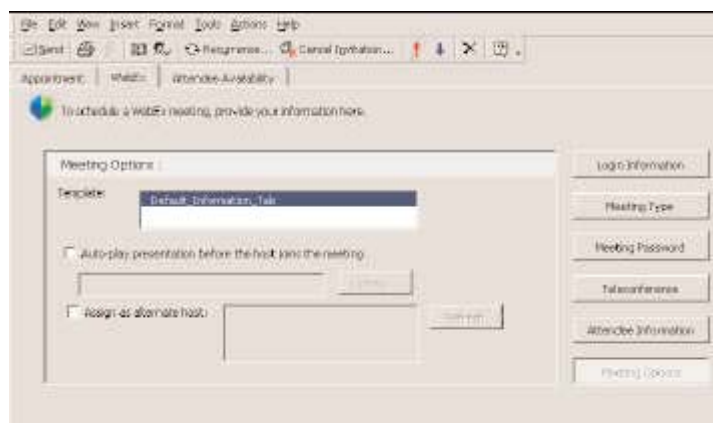 File Edit View Insert Format Tools Actions Help
Send Recurrence... Cancel Invitation...
Appointment WebEx Attendee Availability
To schedule a WebEx meeting, provide your information here.
Meeting Options :
Template: Default_Information_Tab
Auto-play presentation before the host joins the meeting
Assign as alternate host: Refresh
Login Information
Meeting Type
Meeting Password
Teleconference
Attendee Information
Meeting Options